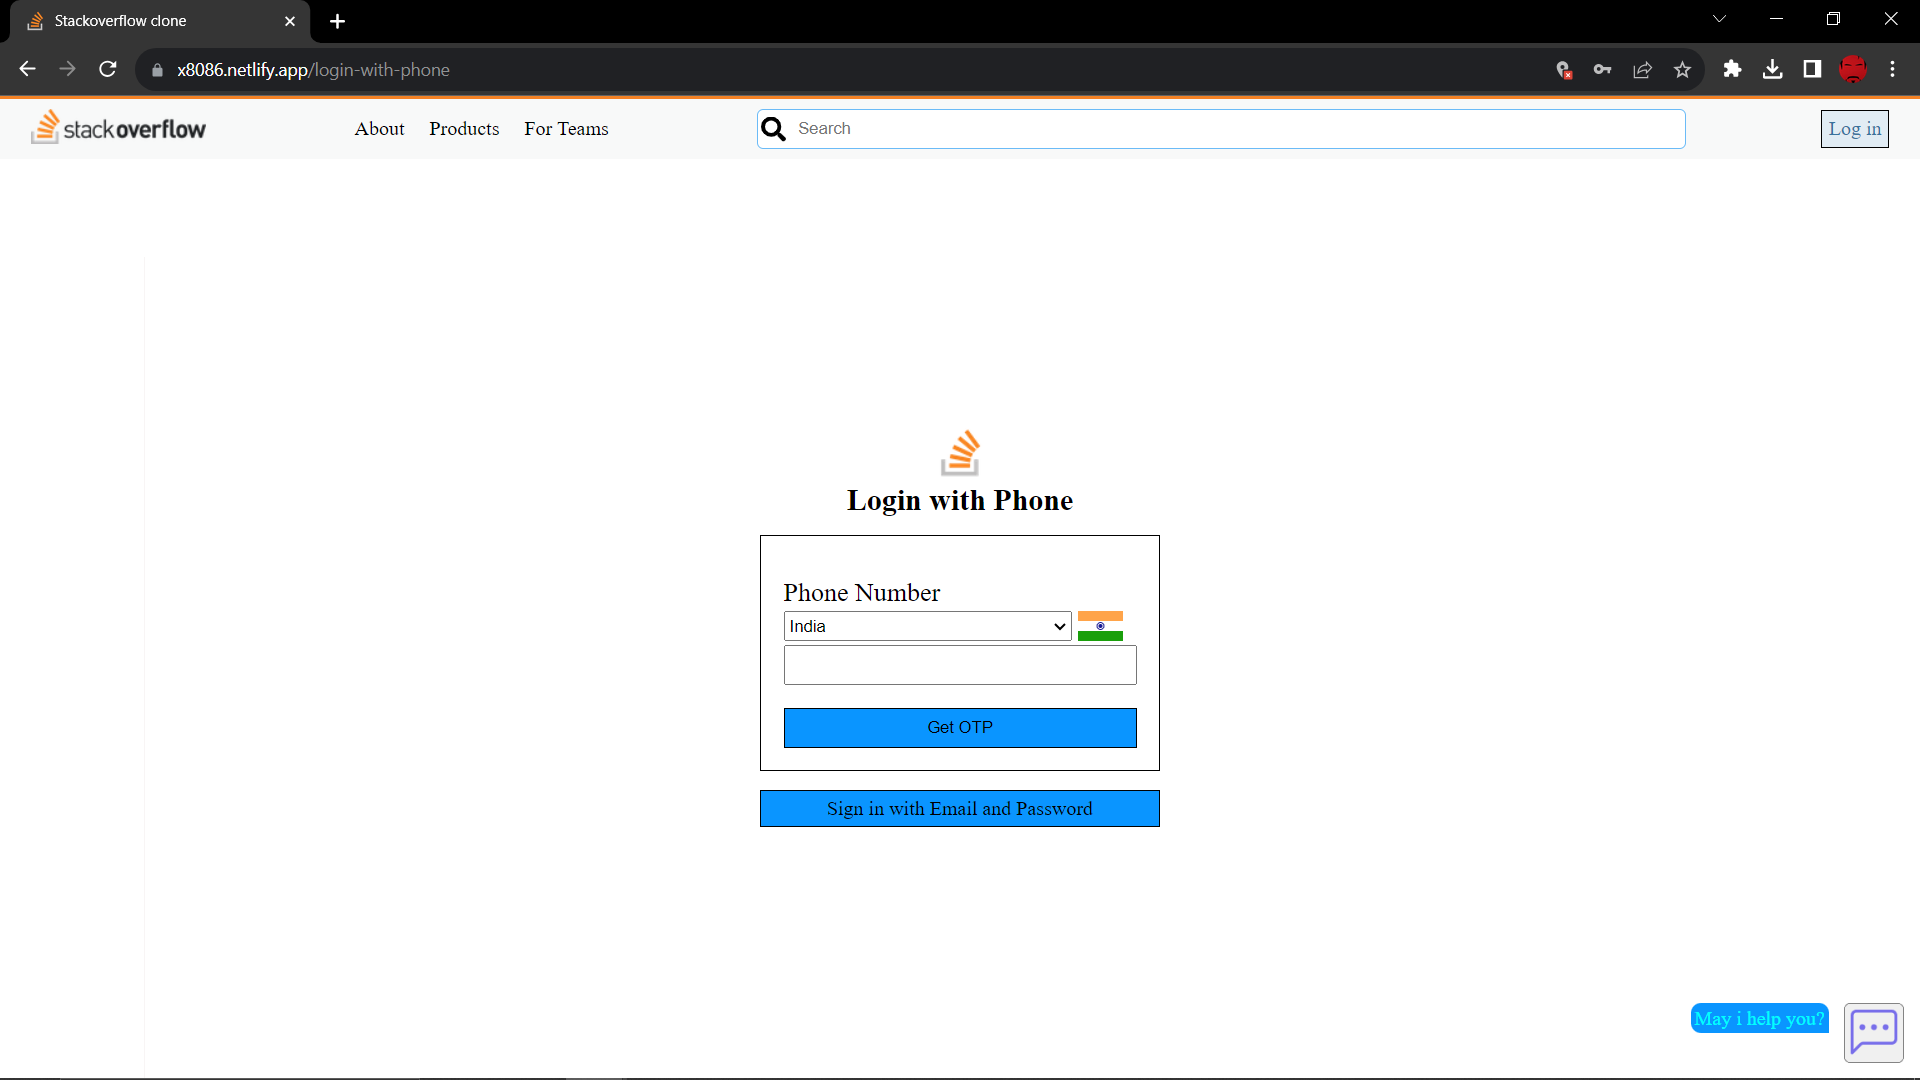 Stackoverflow clone
x8086.netlify.app/login-with-phone
stackoverflow
About
Products
For Teams
Search
Log in
Login with Phone
Phone Number
India
Get OTP
Sign in with Email and Password
May i help you?